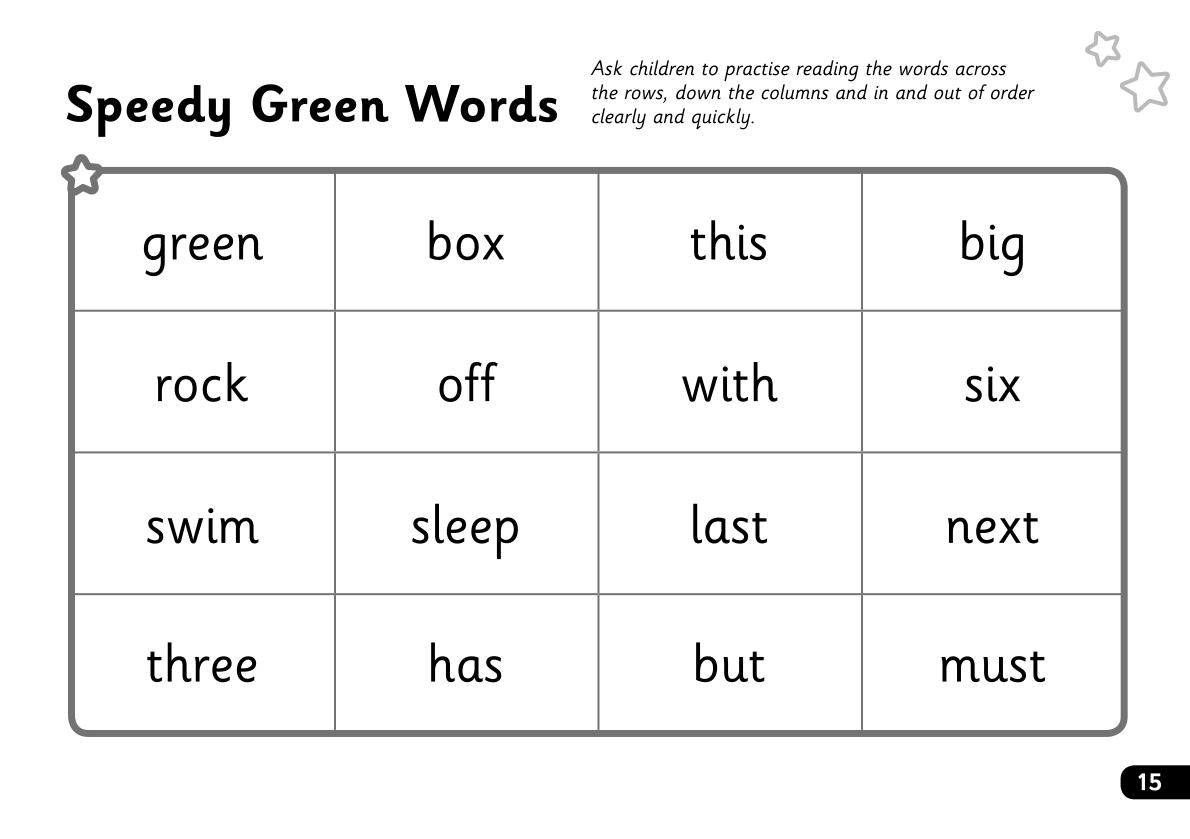 Speedy Green Words
Ask children to practise reading the words across
the rows, down the columns and in and out of order
clearly and quickly.
green box this big
rock off with six
swim sleep last next
three has but must
15